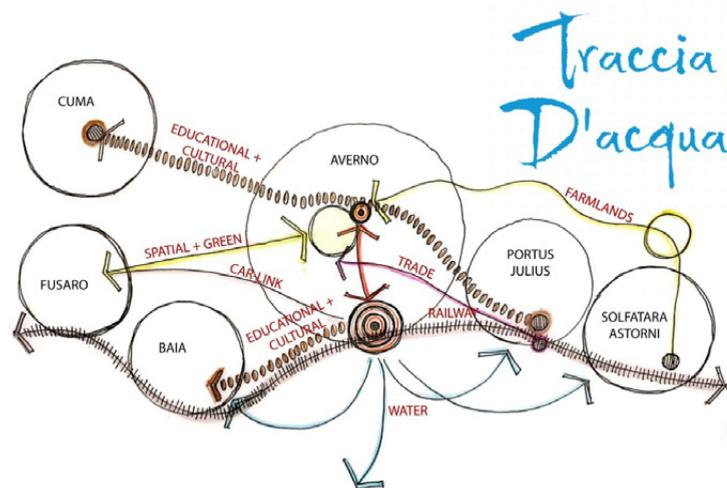 Traccia
D'acqua
CUMA
EDUCATIONAL +
CULTURAL
AVERNO
FARMLANDS
SPATIAL + GREEN
FUSARO
CAR-LINK
TRADE
PORTUS
JULIUS
EDUCATIONAL +
CULTURAL
RAILWAY
SOLFATARA
ASTORNI
BAIA
WATER